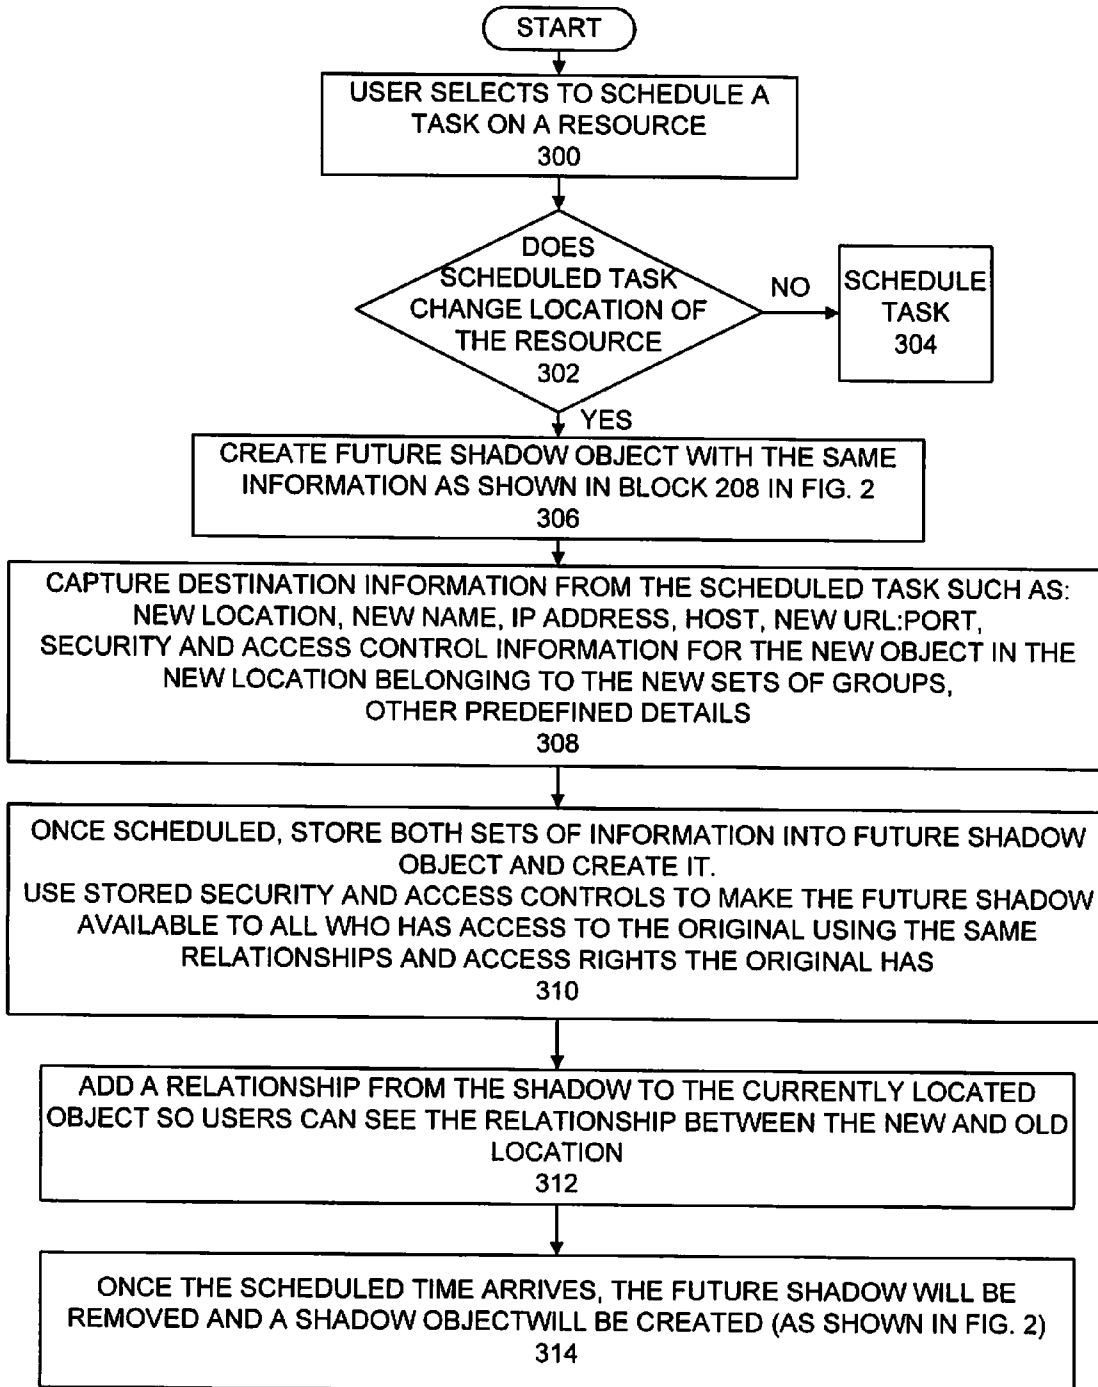 START
USER SELECTS TO SCHEDULE A
TASK ON A RESOURCE
300
DOES
SCHEDULED TASK
CHANGE LOCATION OF
THE RESOURCE
302
NO
SCHEDULE
TASK
304
YES
CREATE FUTURE SHADOW OBJECT WITH THE SAME
INFORMATION AS SHOWN IN BLOCK 208 IN FIG. 2
306
CAPTURE DESTINATION INFORMATION FROM THE SCHEDULED TASK SUCH AS:
NEW LOCATION, NEW NAME, IP ADDRESS, HOST, NEW URL:PORT,
SECURITY AND ACCESS CONTROL INFORMATION FOR THE NEW OBJECT IN THE
NEW LOCATION BELONGING TO THE NEW SETS OF GROUPS,
OTHER PREDEFINED DETAILS
308
ONCE SCHEDULED, STORE BOTH SETS OF INFORMATION INTO FUTURE SHADOW
OBJECT AND CREATE IT.
USE STORED SECURITY AND ACCESS CONTROLS TO MAKE THE FUTURE SHADOW
AVAILABLE TO ALL WHO HAS ACCESS TO THE ORIGINAL USING THE SAME
RELATIONSHIPS AND ACCESS RIGHTS THE ORIGINAL HAS
310
ADD A RELATIONSHIP FROM THE SHADOW TO THE CURRENTLY LOCATED
OBJECT SO USERS CAN SEE THE RELATIONSHIP BETWEEN THE NEW AND OLD
LOCATION
312
ONCE THE SCHEDULED TIME ARRIVES, THE FUTURE SHADOW WILL BE
REMOVED AND A SHADOW OBJECTWILL BE CREATED (AS SHOWN IN FIG. 2)
314